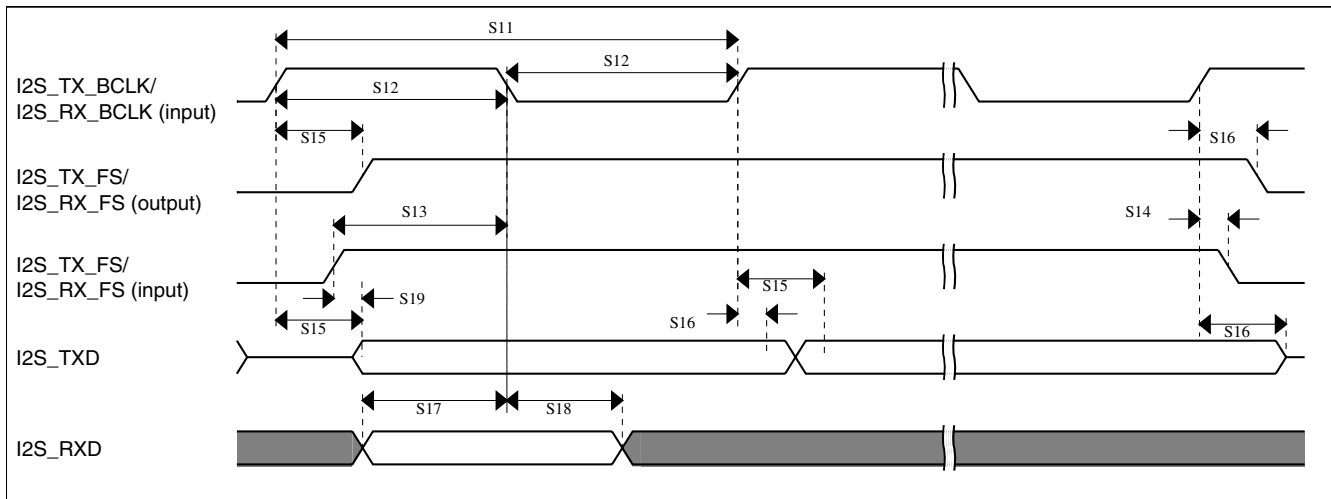 S11
I2S_TX_BCLK/
I2S_RX_BCLK (input)
S12
S12
S15
S16
I2S_TX_FS/
I2S_RX_FS (output)
S13
S14
I2S_TX_FS/
I2S_RX_FS (input)
S15
S19
S16
S15
S16
I2S_TXD
S17
S18
I2S_RXD